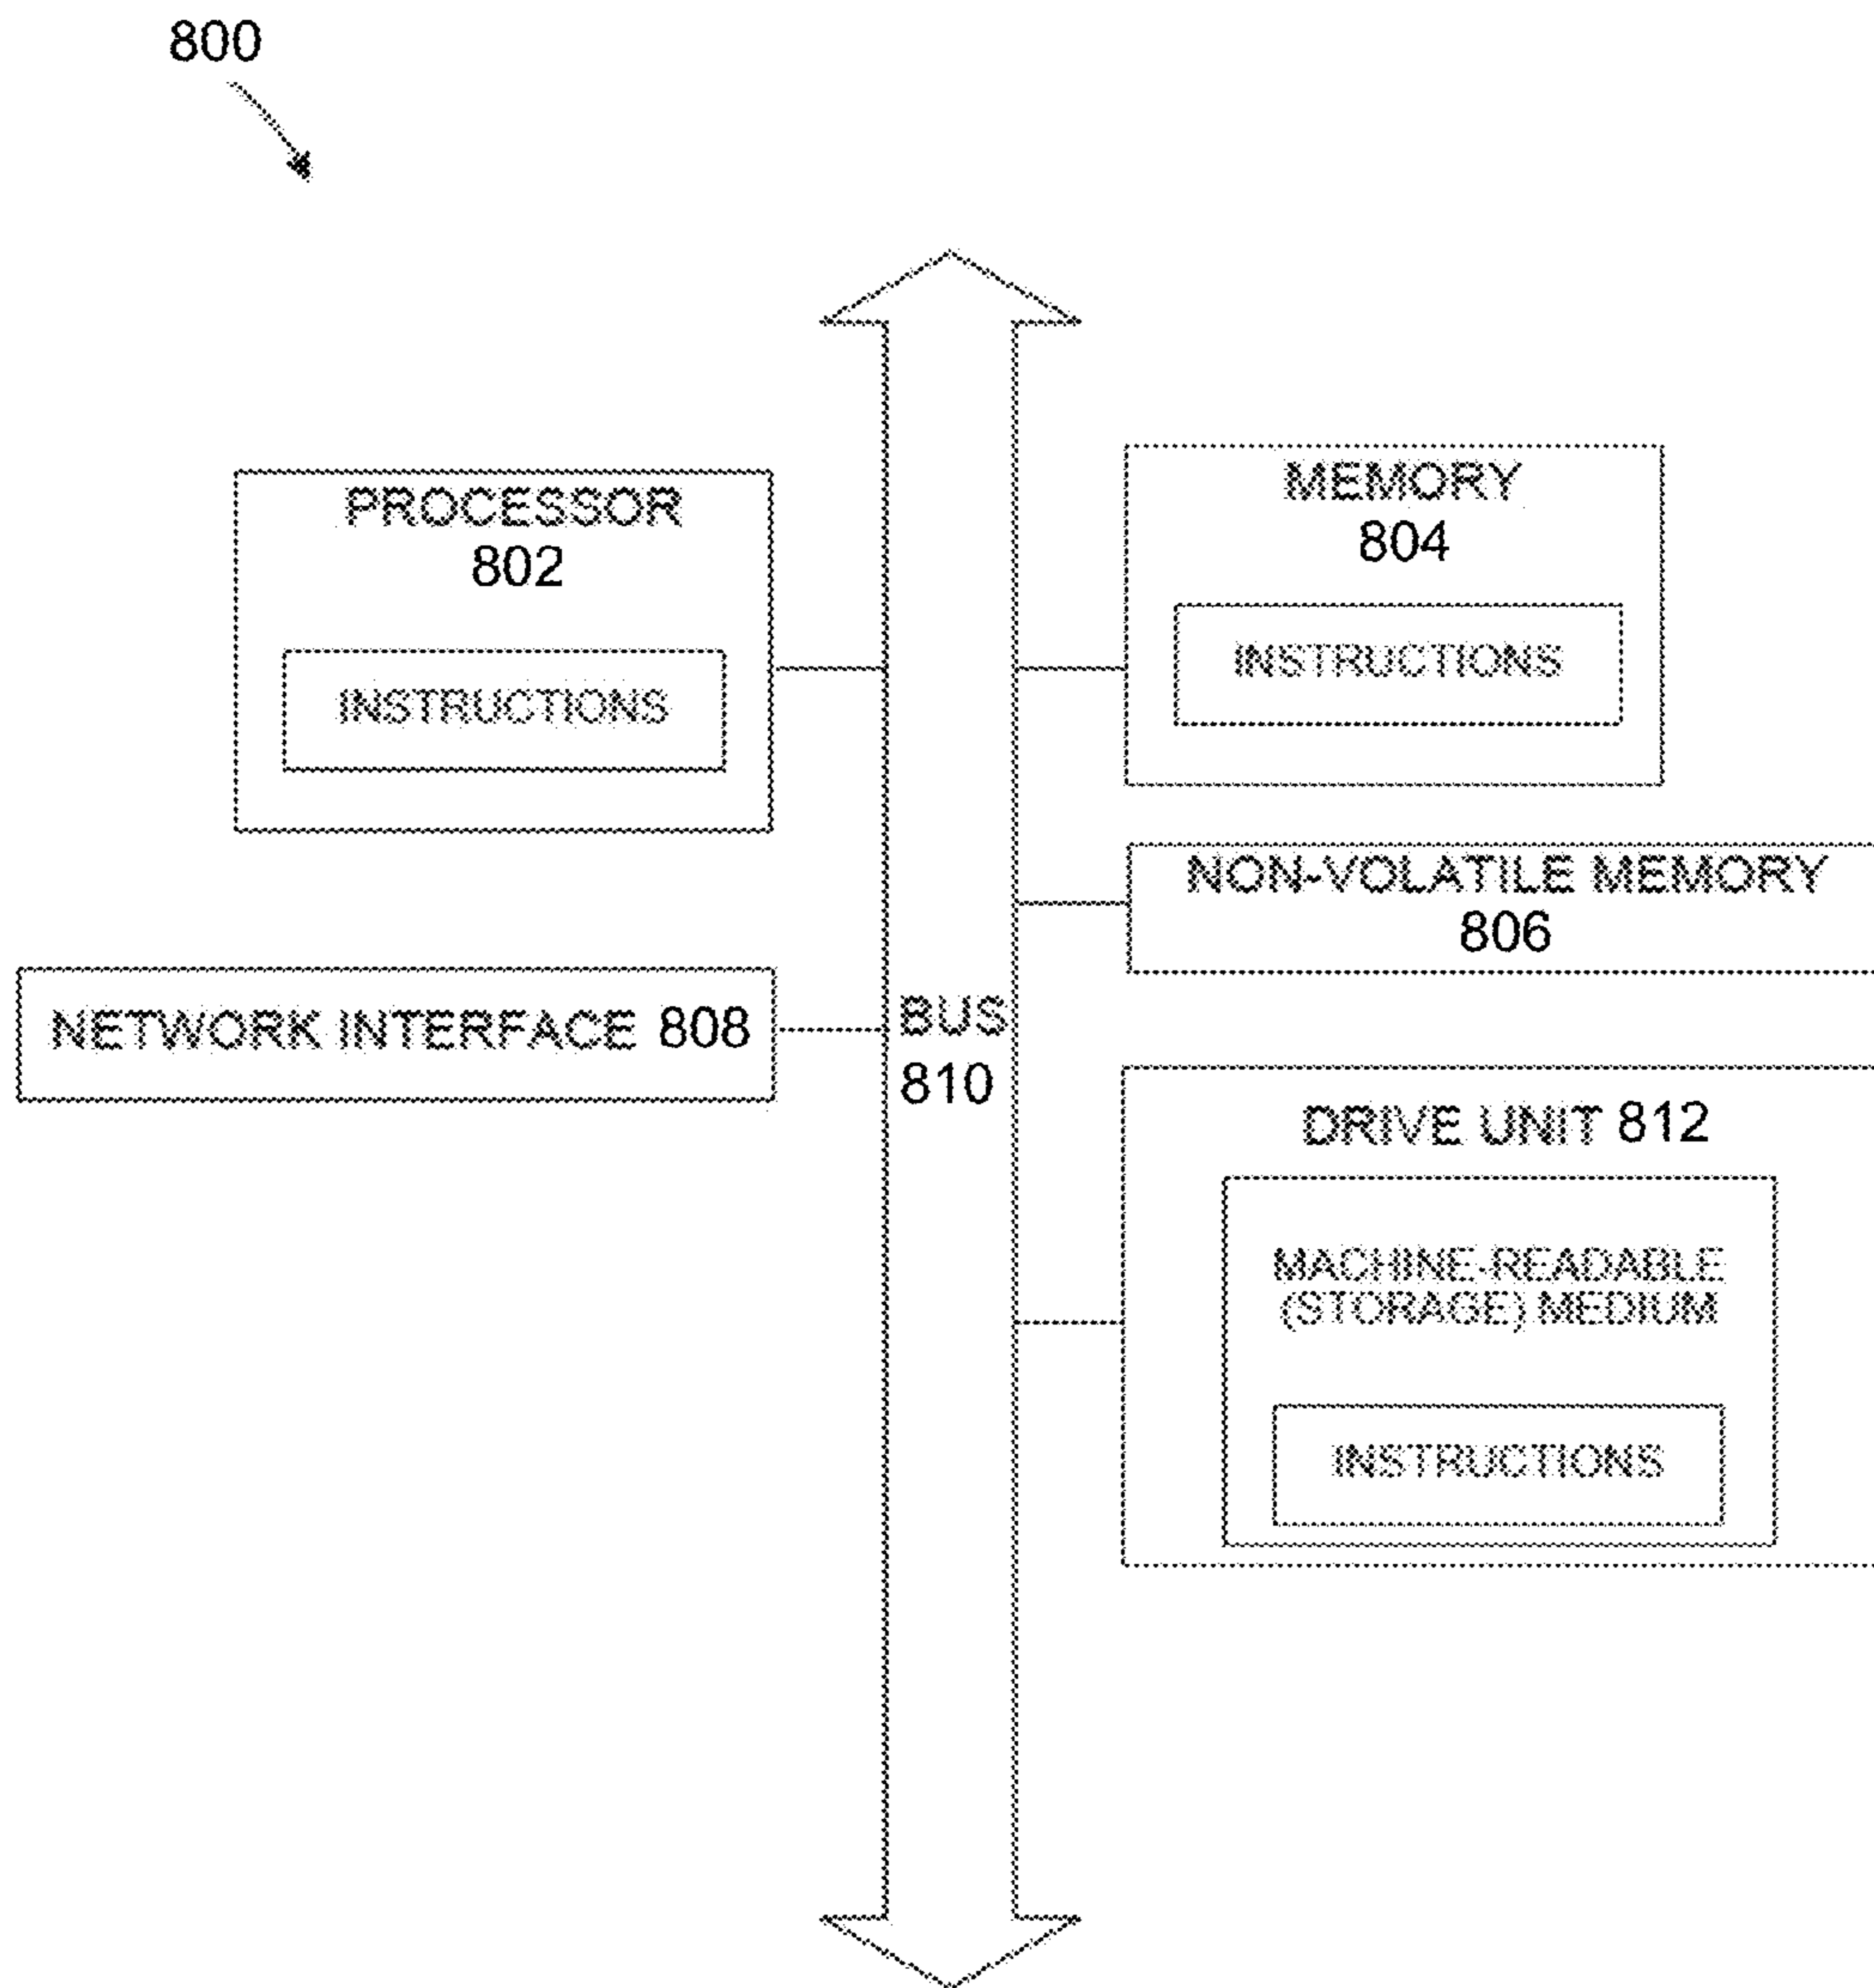 800
PROCESSOR
802
INSTRUCTIONS
MEMORY
804
INSTRUCTIONS
NON-VOLATILE MEMORY
806
NETWORK INTERFACE 808
BUS
810
DRIVE UNIT 812
MACHINE-READABLE
(STORAGE) MEDIUM
INSTRUCTIONS